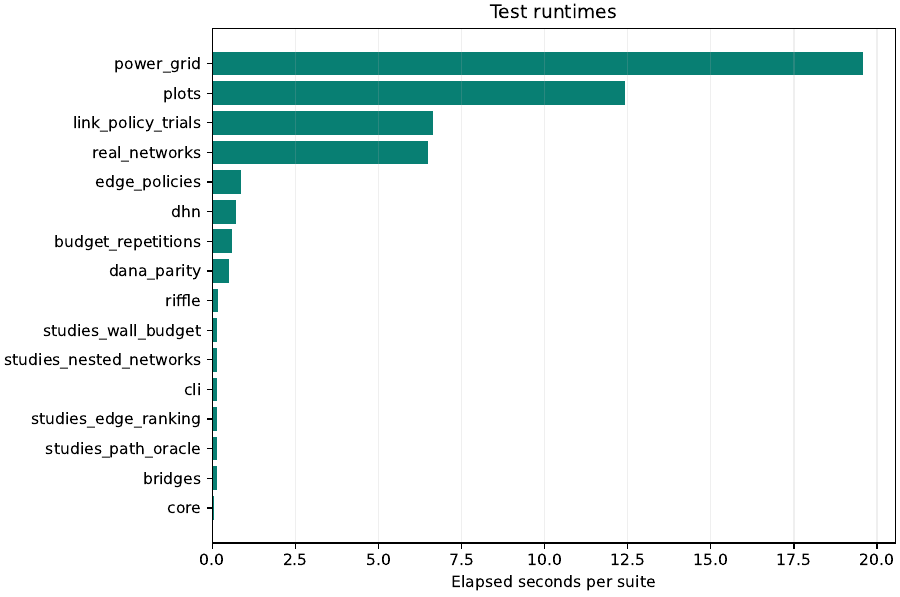 Test runtimes
power_grid
plots
link_policy_trials
real_networks
edge_policies
dhn
budget_repetitions
dana_parity
riffle
studies_wall_budget
studies_nested_networks
cli
studies_edge_ranking
studies_path_oracle
bridges
core
0.0 2.5 5.0 7.5 10.0 12.5 15.0 17.5 20.0
Elapsed seconds per suite